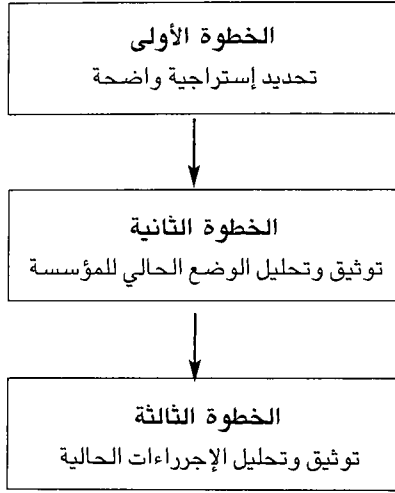 الخطوة الأولى
تحديد إستراجية واضحة
الخطوة الثانية
توثيق وتحليل الوضع الحالي للمؤسسة
الخطوة الثالثة
توثيق وتحليل الإجرراءات الحالية